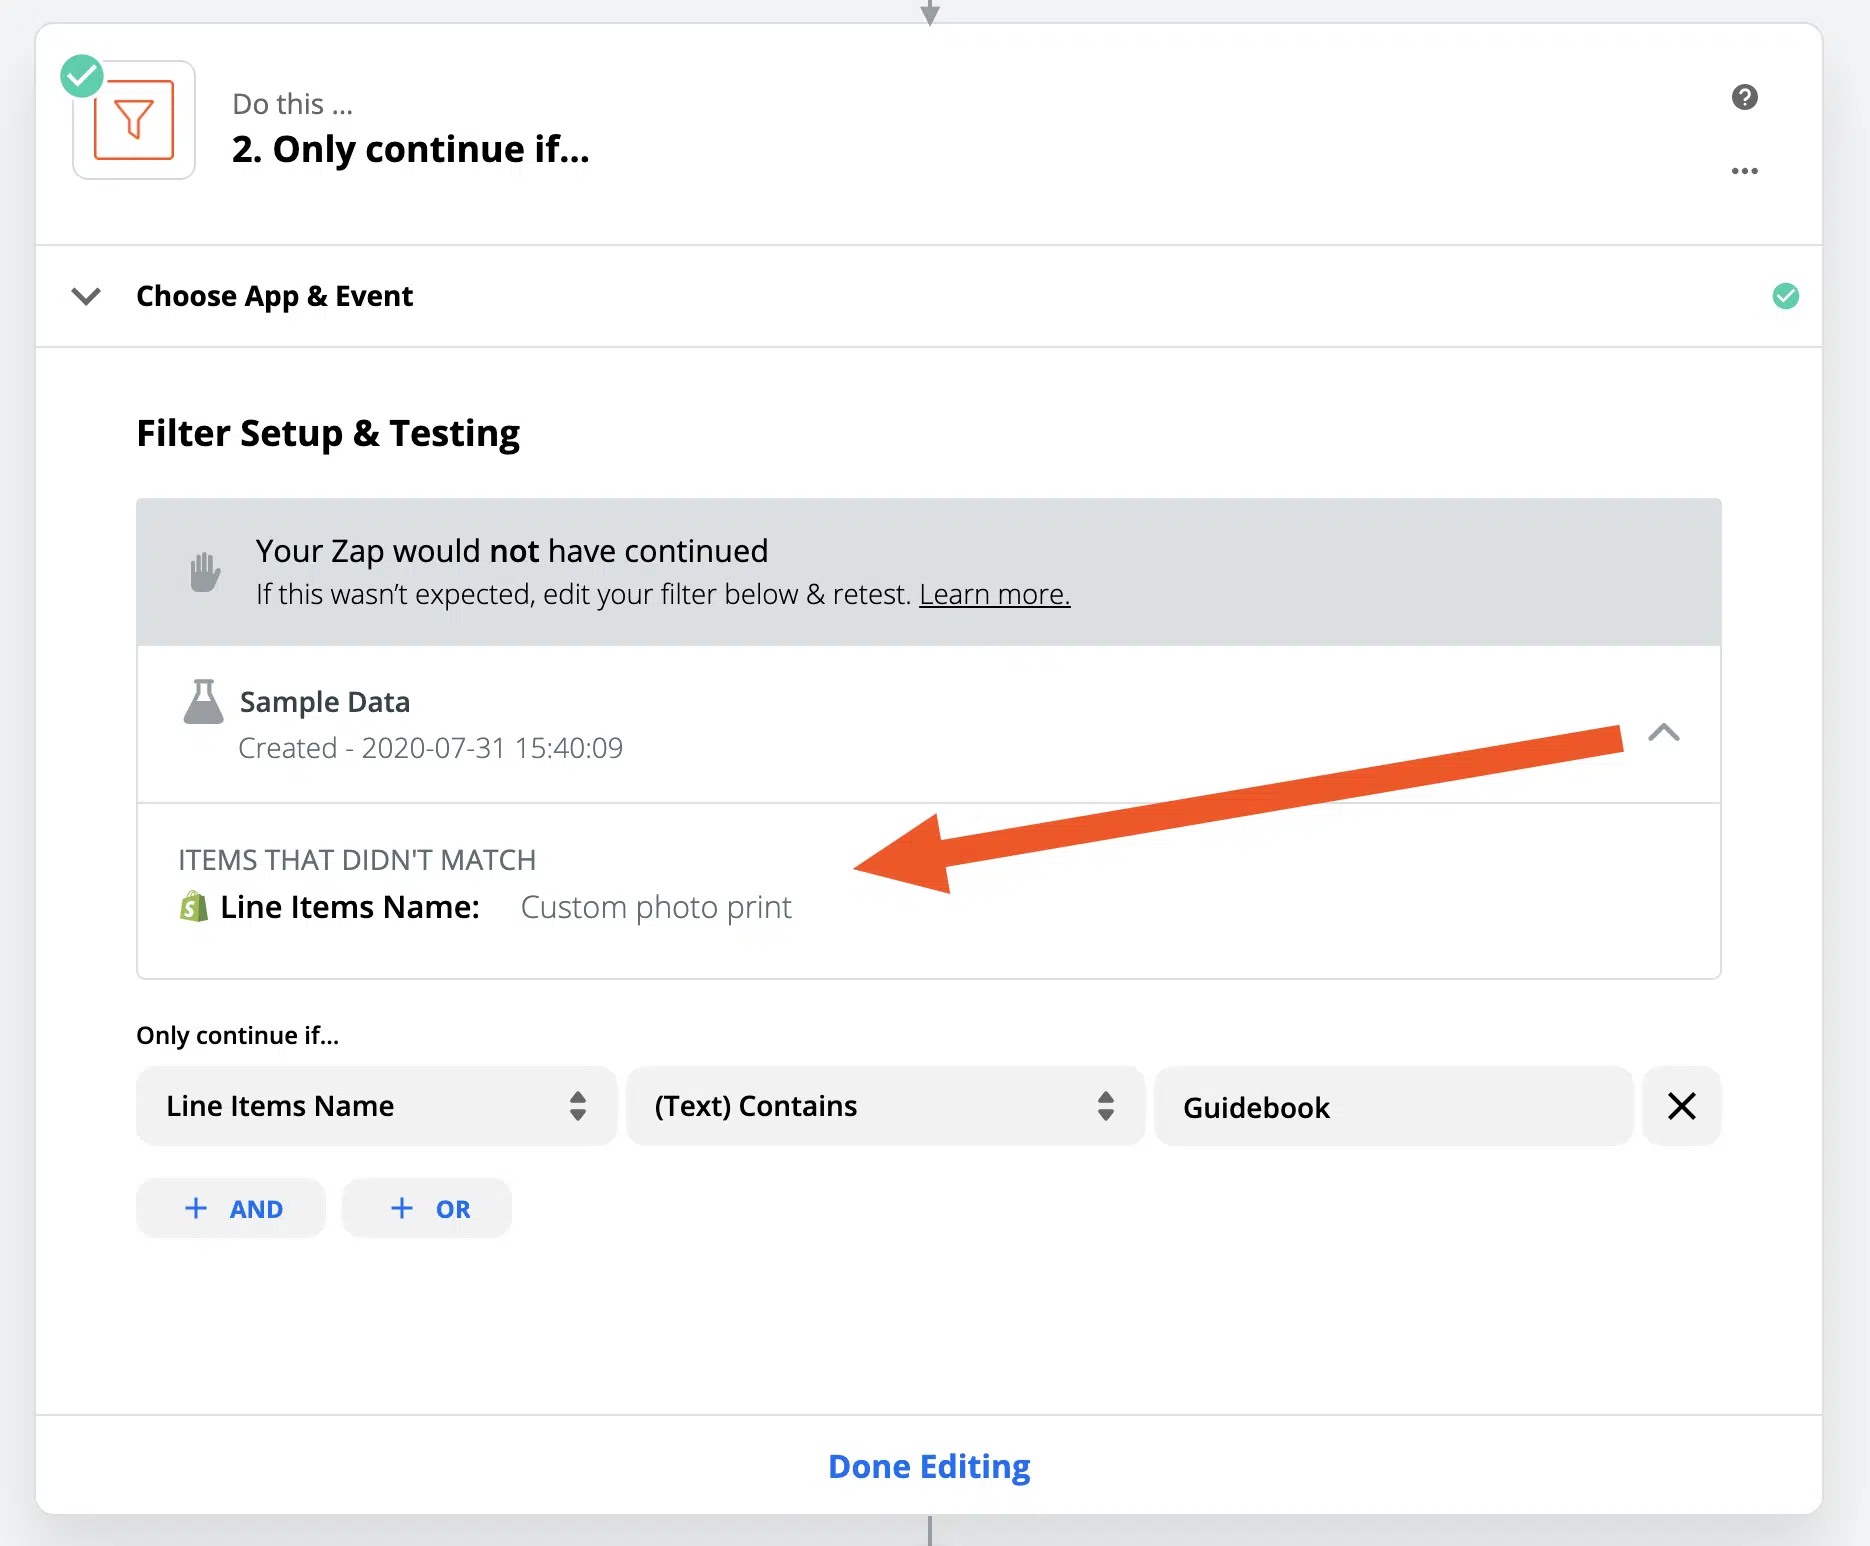 Do this ...
2. Only continue if...
Choose App & Event
Filter Setup & Testing
Your Zap would not have continued
If this wasn’t expected, edit your filter below & retest. Learn more.
Sample Data
Created - 2020-07-31 15:40:09
ITEMS THAT DIDN'T MATCH
Line Items Name: Custom photo print
Only continue if...
Line Items Name (Text) Contains Guidebook
+ AND + OR
Done Editing